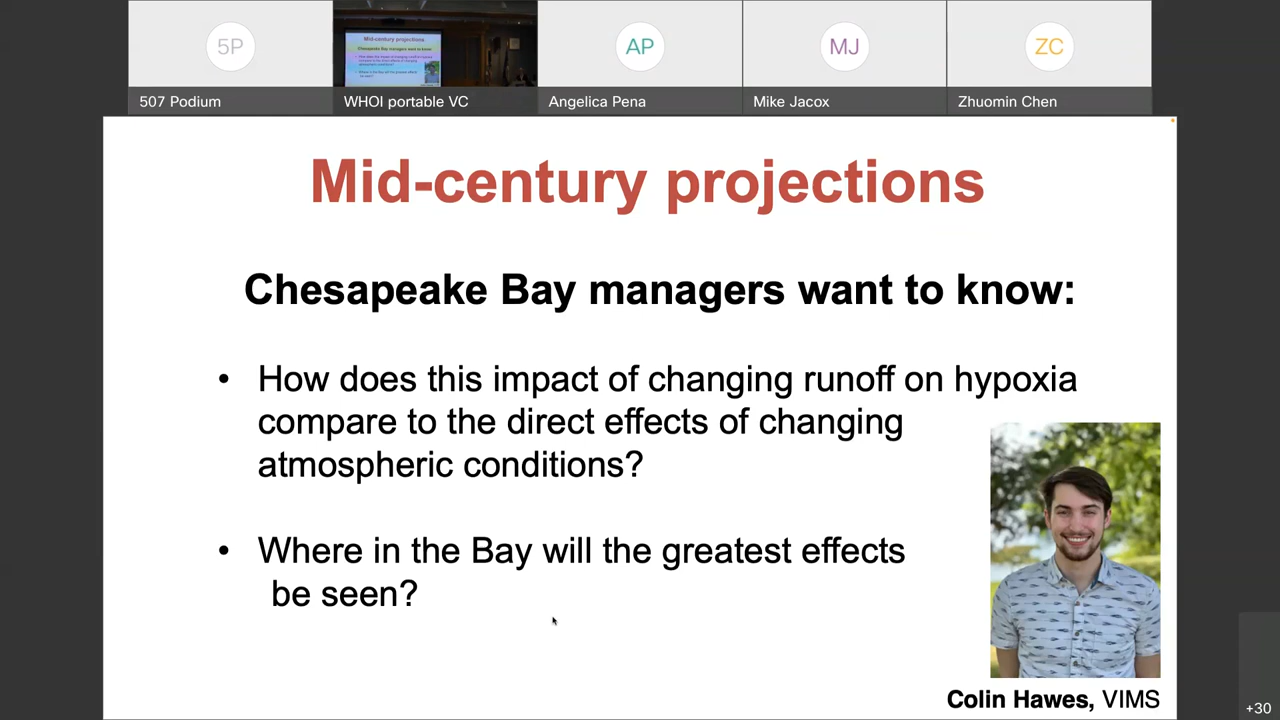 5P
AP
MJ
ZC
507 Podium
WHOI portable VC
Angelica Pena
Mike Jacox
Zhuomin Chen
Mid-century projections
Chesapeake Bay managers want to know:
• How does this impact of changing runoff on hypoxia
compare to the direct effects of changing
atmospheric conditions?
• Where in the Bay will the greatest effects
be seen?
Colin Hawes, VIMS
+30